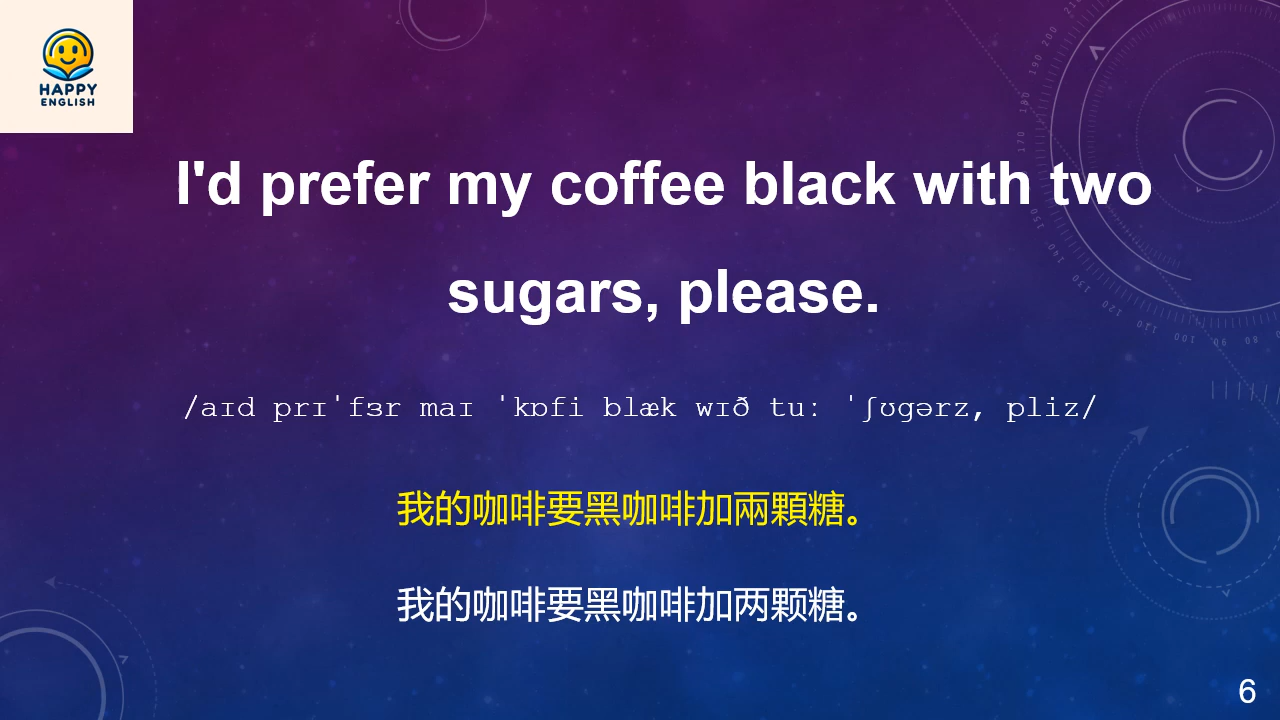 HAPPY
ENGLISH
I'd prefer my coffee black with two
sugars, please.
/aɪd prɪˈfɜr maɪ ˈkɒfi blæk wɪð tuː ˈʃʊgərz, pliz/
我的咖啡要黑咖啡加兩顆糖。
我的咖啡要黑咖啡加两颗糖。
6